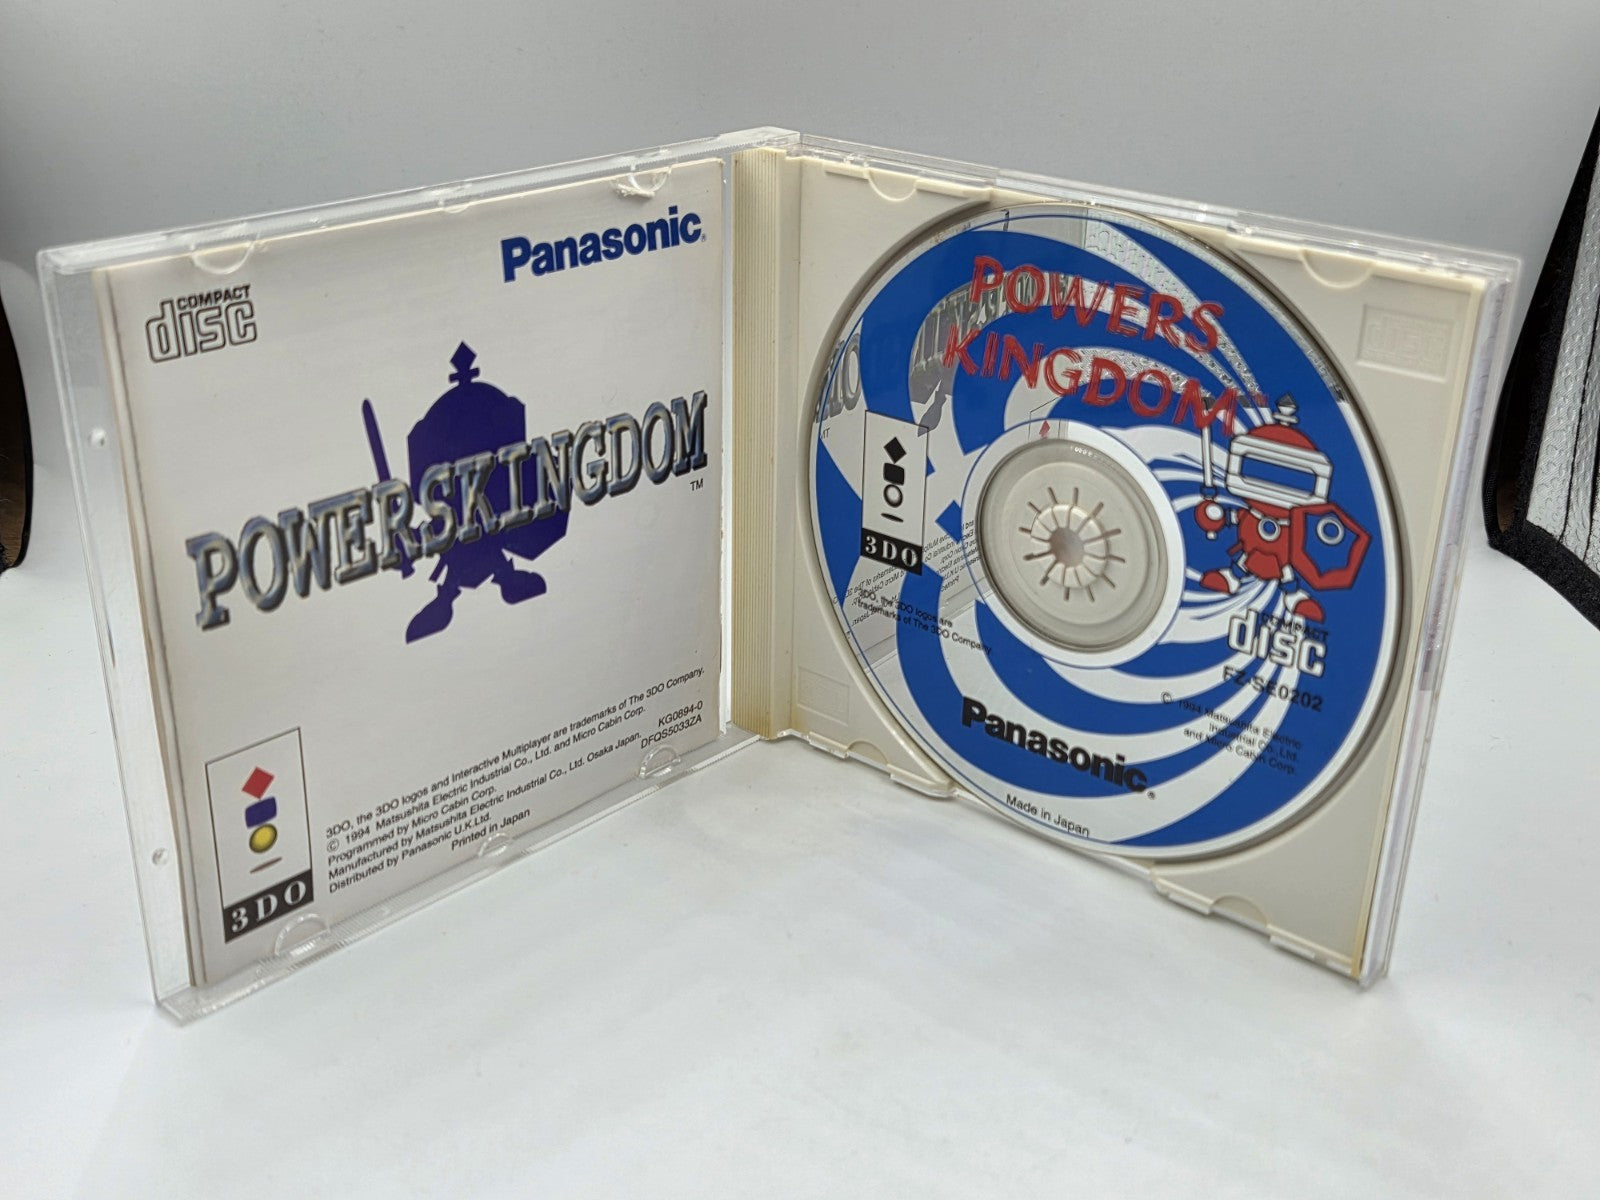 Panasonic®
COMPACT
disc
POWERSKINGDOM
TM
3DO, the 3DO logos and Interactive Multiplayer are trademarks of The 3DO Company.
© 1994 Matsushita Electric Industrial Co., Ltd. and Micro Cabin Corp.
Programmed by Micro Cabin Corp.
Manufactured by Matsushita Electric Industrial Co., Ltd. Osaka Japan.
Distributed by Panasonic U.K.Ltd.
Printed in Japan
KG0894-0
DFQS5033ZA
3DO
POWERS
KINGDOM
3DO
3DO, the 3DO logos are
trademarks of The 3DO Company
COMPACT
disc
FZ-SE0202
© 1994 Matsushita Electric
Industrial Co., Ltd.
and Micro Cabin Corp.
Panasonic®
Made in Japan